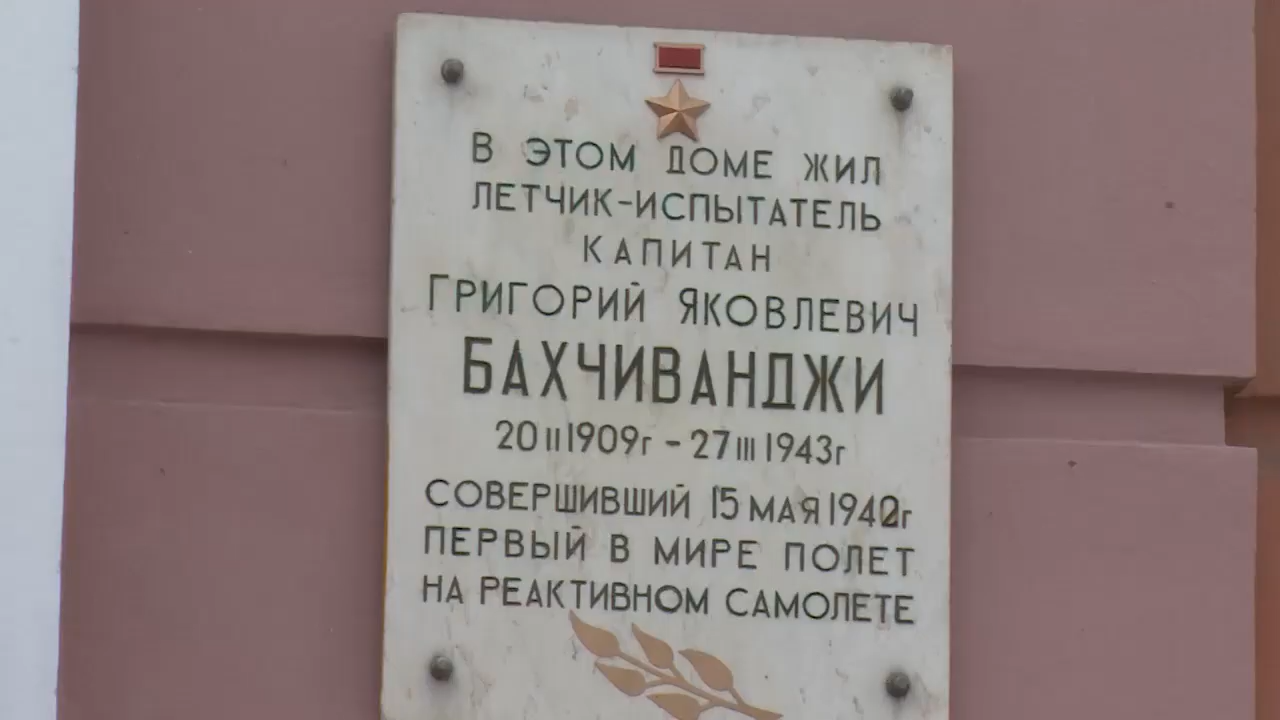 В ЭТОМ ДОМЕ ЖИЛ
ЛЕТЧИК-ИСПЫТАТЕЛЬ
КАПИТАН
ГРИГОРИЙ ЯКОВЛЕВИЧ
БАХЧИВАНДЖИ
20 II 1909г - 27 III 1943г
СОВЕРШИВШИЙ 15 МАЯ 1942г
ПЕРВЫЙ В МИРЕ ПОЛЕТ
НА РЕАКТИВНОМ САМОЛЕТЕ